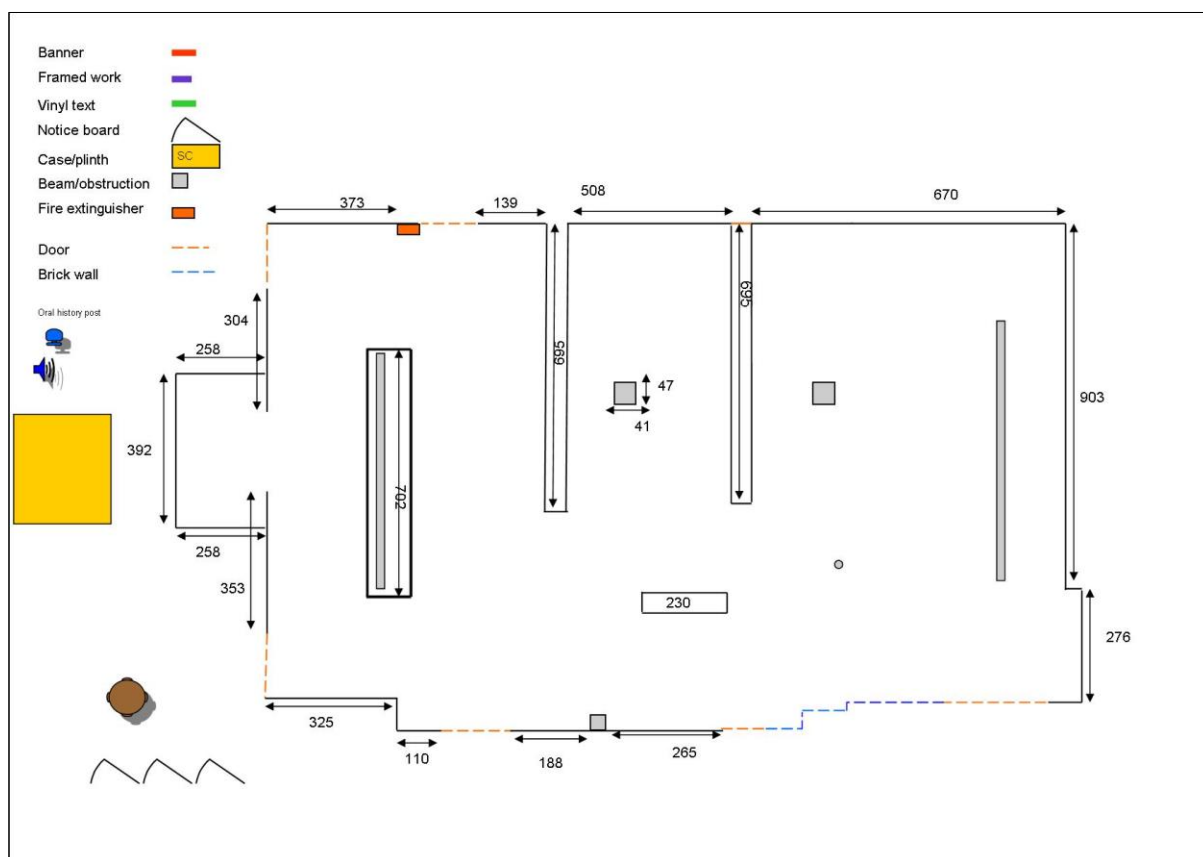 Banner
Framed work
Vinyl text
Notice board
Case/plinth
SC
Beam/obstruction
Fire extinguisher
Door
Brick wall
Oral history post
373
139
508
670
304
258
695
695
47
41
903
392
702
258
353
230
276
325
110
188
265